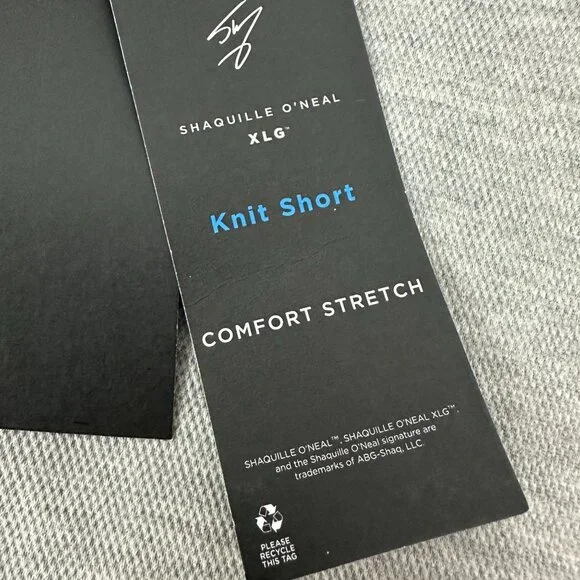 SHAQUILLE O'NEAL
XLG™
Knit Short
COMFORT STRETCH
SHAQUILLE O'NEAL™, SHAQUILLE O'NEAL XLG™,
and the Shaquille O'Neal signature are
trademarks of ABG-Shaq, LLC.
PLEASE
RECYCLE
THIS TAG